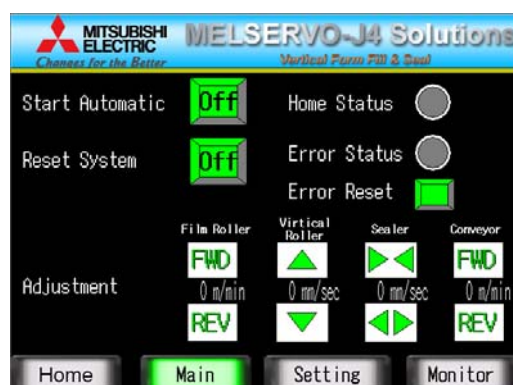 MITSUBISHI ELECTRIC
Changes for the Better
MELSERVO-J4 Solutions
Vertical Form Fill & Seal
Start Automatic Off Home Status
Reset System Off Error Status
Error Reset
Film Roller Virtical Roller Sealer Conveyor
FWD FWD
Adjustment 0 m/min 0 mm/sec 0 mm/sec 0 m/min
REV REV
Home Main Setting Monitor